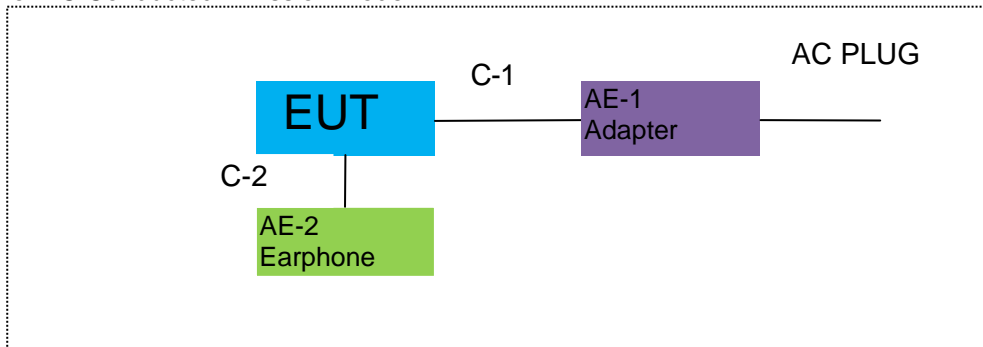 AC PLUG
C-1
EUT
AE-1
Adapter
C-2
AE-2
Earphone